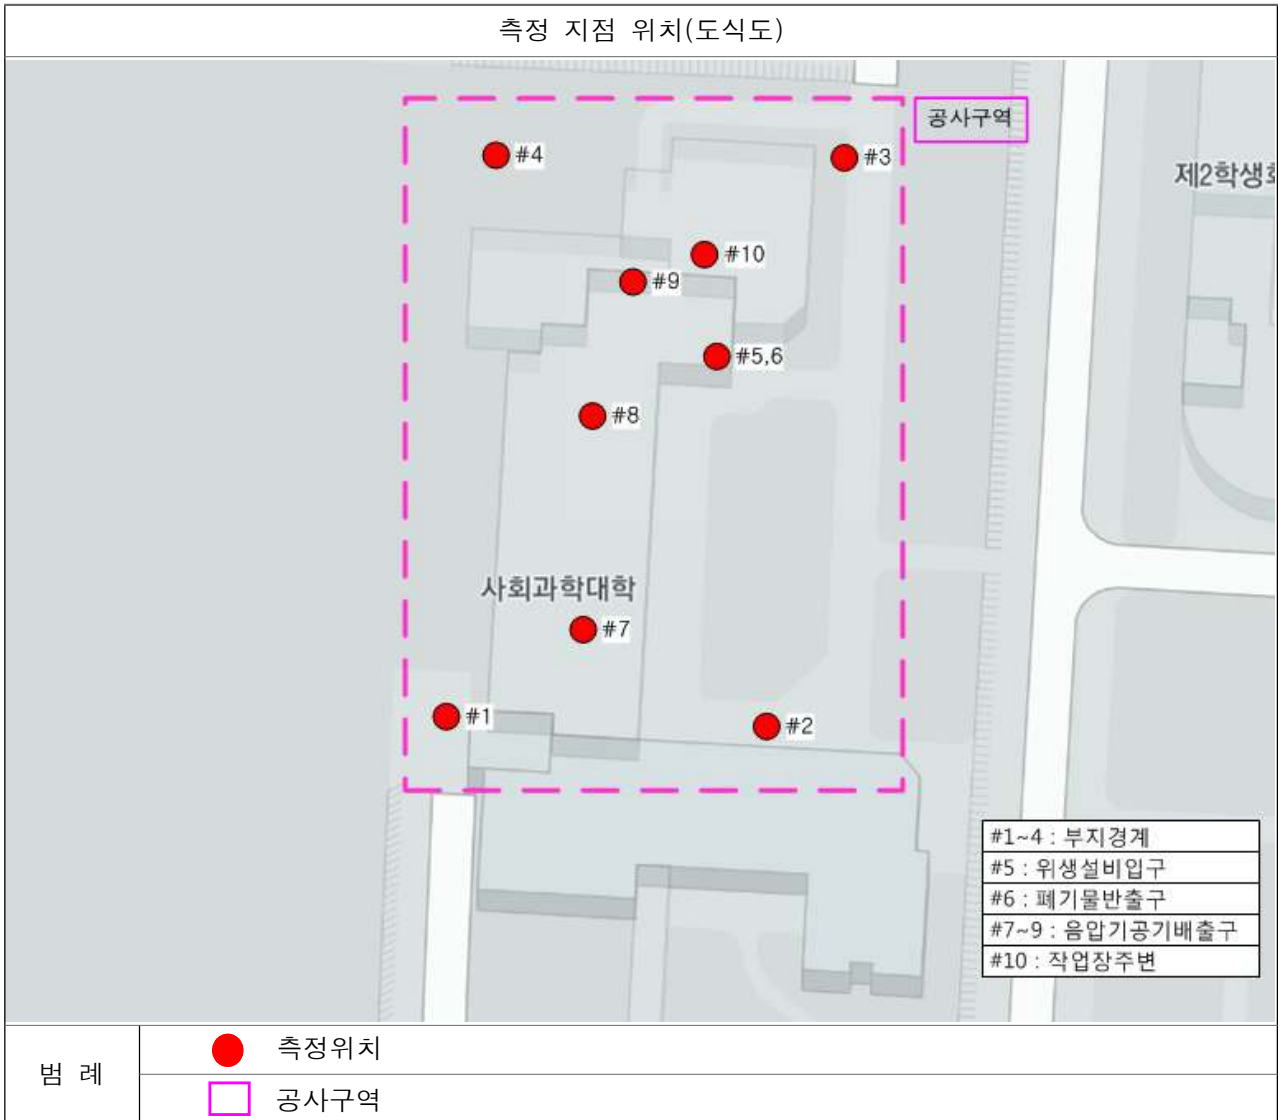 측정 지점 위치(도식도)
공사구역
#4
#3
제2학생
#10
#9
#5,6
#8
사회과학대학
#7
#1
#2
#1~4 : 부지경계
#5 : 위생설비입구
#6 : 폐기물반출구
#7~9 : 음압기공기배출구
#10 : 작업장주변
범 례
측정위치
공사구역